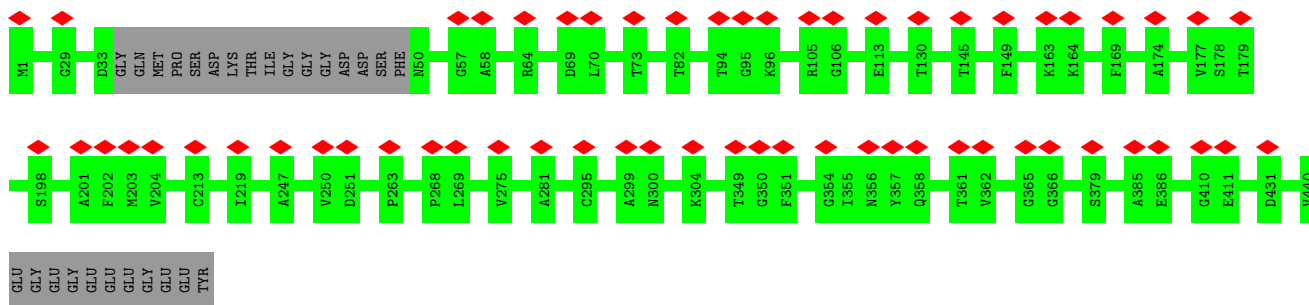 M1 G29 D33 GLY GLN MET PRO SER ASP LYS THR ILE GLY GLY GLY ASP ASP SER PHE N50 G57 A58 R64 D69 L70 T73 T82 T94 G95 K96 R105 G106 E113 T130 T145 F149 K163 K164 F169 A174 V177 S178 T179
S198 A201 F202 M203 V204 C213 I219 A247 V250 D251 P263 P268 L269 V275 A281 C295 A299 N300 K304 T349 G350 F351 G354 I355 N356 Y357 Q358 T361 V362 G365 G366 S379 A385 E386 G410 E411 D431 V440
GLU GLY GLU GLY GLU GLU GLU GLY GLU GLU TYR